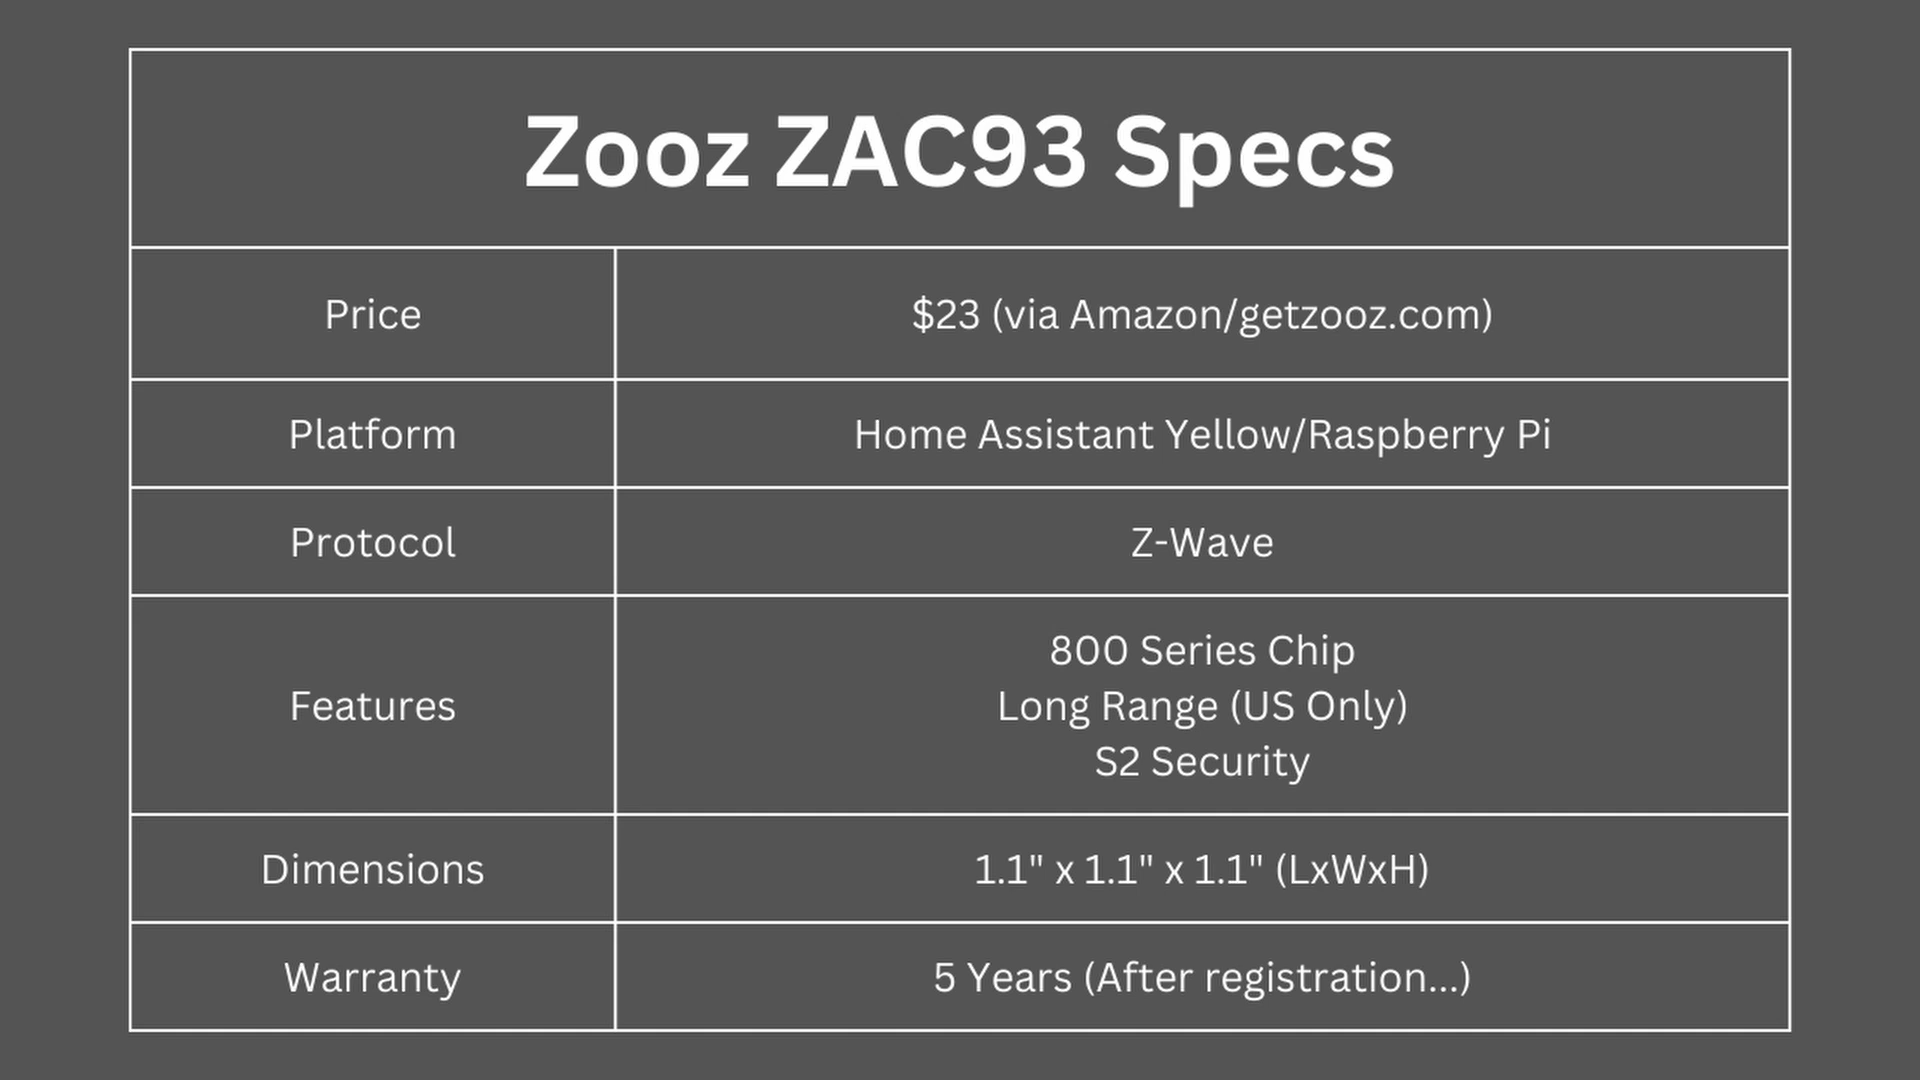 Zooz ZAC93 Specs
Price
$23 (via Amazon/getzooz.com)
Platform
Home Assistant Yellow/Raspberry Pi
Protocol
Z-Wave
Features
800 Series Chip
Long Range (US Only)
S2 Security
Dimensions
1.1" x 1.1" x 1.1" (LxWxH)
Warranty
5 Years (After registration...)